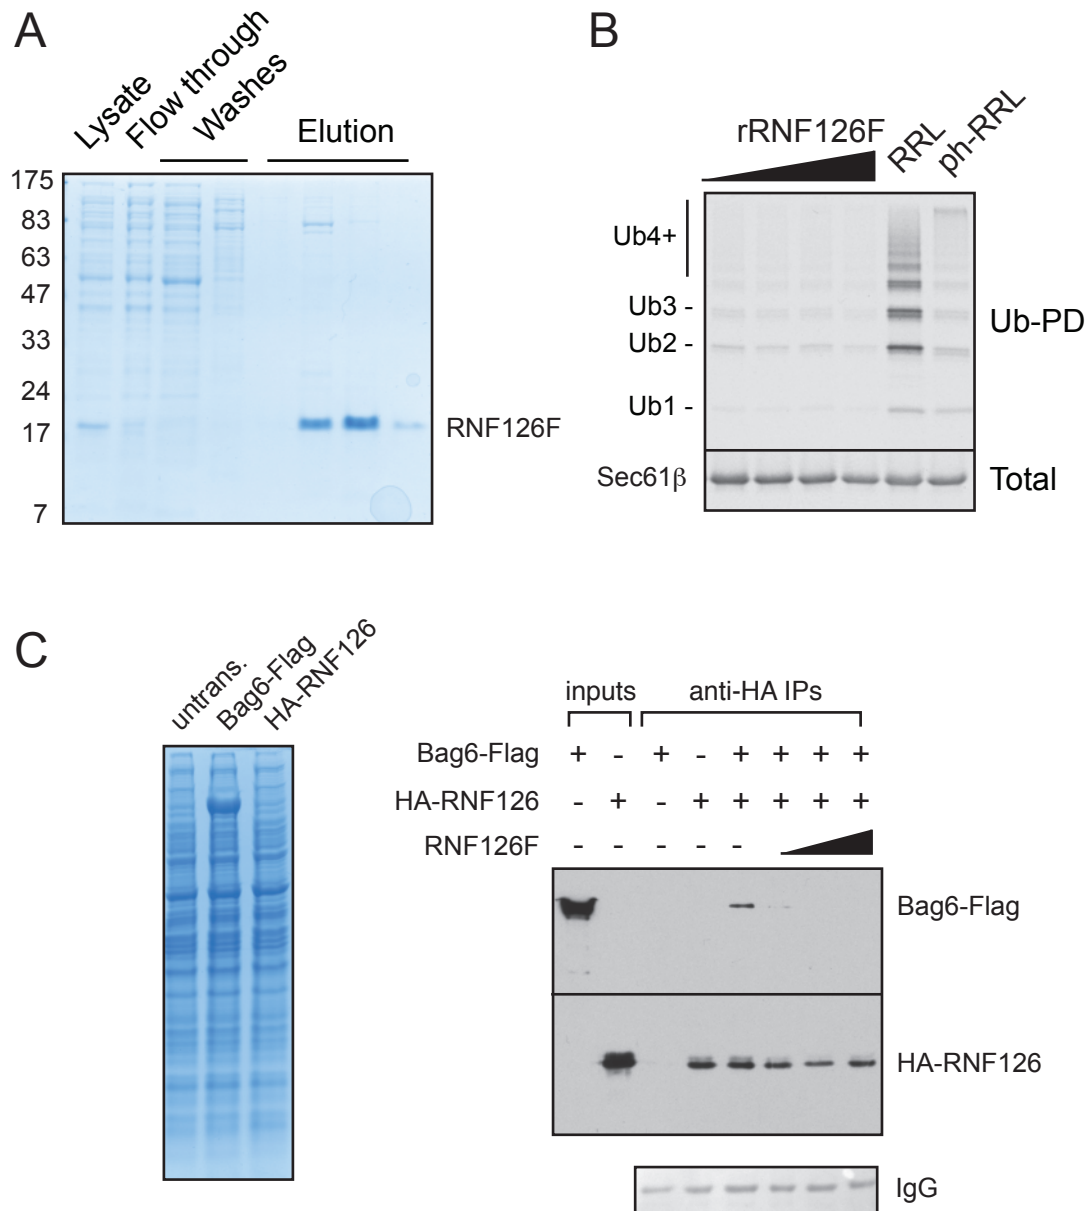 A
Lysate
Flow through
Washes
Elution
175
83
63
47
33
24
17
7
RNF126F
B
rRNF126F
RRL
ph-RRL
Ub4+
Ub3 -
Ub2 -
Ub1 -
Ub-PD
Sec61β
Total
C
untrans.
Bag6-Flag
HA-RNF126
inputs
anti-HA IPs
Bag6-Flag + - + - + + + +
HA-RNF126 - + - + + + + +
RNF126F - - - - -
Bag6-Flag
HA-RNF126
IgG